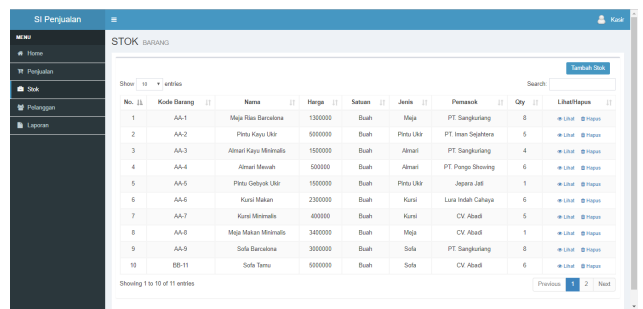 SI Penjualan
Kasir
MENU
STOK BARANG
Home
Penjualan
Stok
Pelanggan
Laporan
Tambah Stok
Show 10 entries Search:
No. Kode Barang Nama Harga Satuan Jenis Pemasok Qty Lihat/Hapus
1 AA-1 Meja Rias Barcelona 1300000 Buah Meja PT. Sangkuriang 8 Lihat Hapus
2 AA-2 Pintu Kayu Ukir 5000000 Buah Pintu Ukir PT. Iman Sejahtera 5 Lihat Hapus
3 AA-3 Almari Kayu Minimalis 1500000 Buah Almari PT. Sangkuriang 4 Lihat Hapus
4 AA-4 Almari Mewah 500000 Buah Almari PT. Pongo Showing 6 Lihat Hapus
5 AA-5 Pintu Gebyok Ukir 1500000 Buah Pintu Ukir Jepara Jati 1 Lihat Hapus
6 AA-6 Kursi Makan 2300000 Buah Kursi Lura Indah Cahaya 6 Lihat Hapus
7 AA-7 Kursi Minimalis 400000 Buah Kursi CV. Abadi 5 Lihat Hapus
8 AA-8 Meja Makan Minimalis 3400000 Buah Meja CV. Abadi 1 Lihat Hapus
9 AA-9 Sofa Barcelona 3000000 Buah Sofa PT. Sangkuriang 8 Lihat Hapus
10 BB-11 Sofa Tamu 5000000 Buah Sofa CV. Abadi 6 Lihat Hapus
Showing 1 to 10 of 11 entries
Previous 1 2 Next